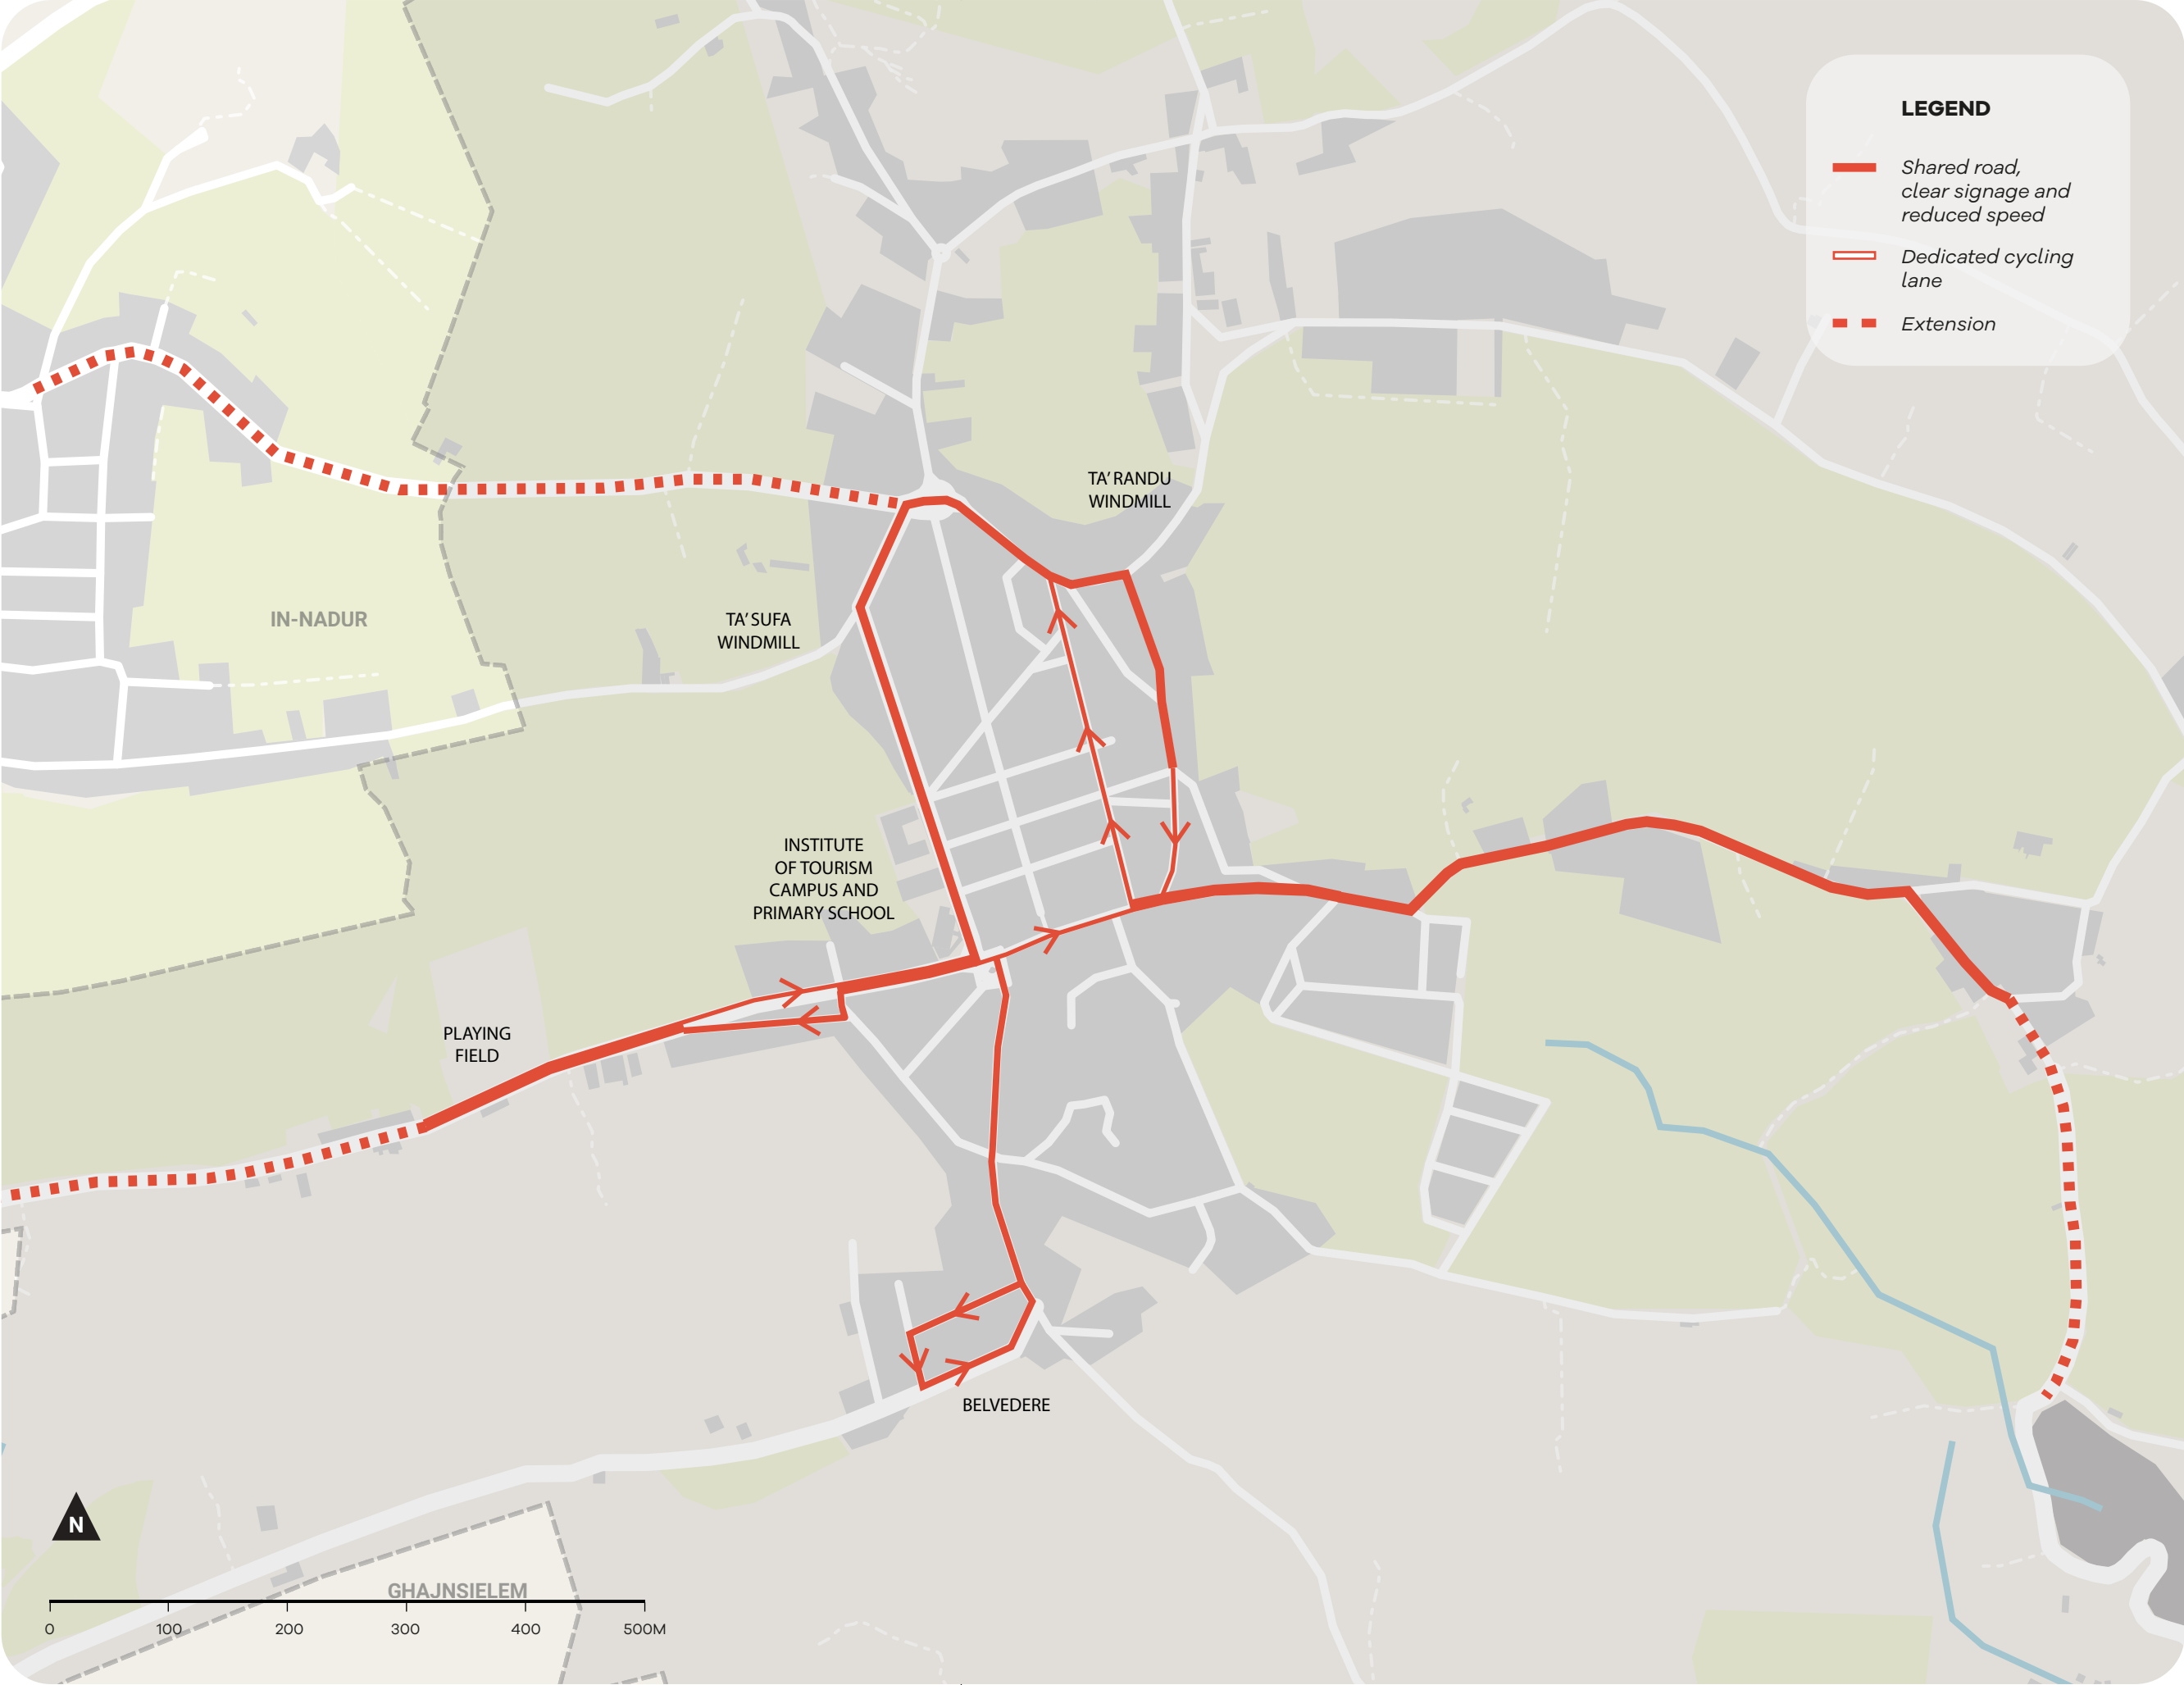 LEGEND
Shared road,
clear signage and
reduced speed
Dedicated cycling
lane
Extension
TA' RANDU
WINDMILL
IN-NADUR
TA' SUFA
WINDMILL
INSTITUTE
OF TOURISM
CAMPUS AND
PRIMARY SCHOOL
PLAYING
FIELD
BELVEDERE
N
GHAJNSIELEM
0 100 200 300 400 500M